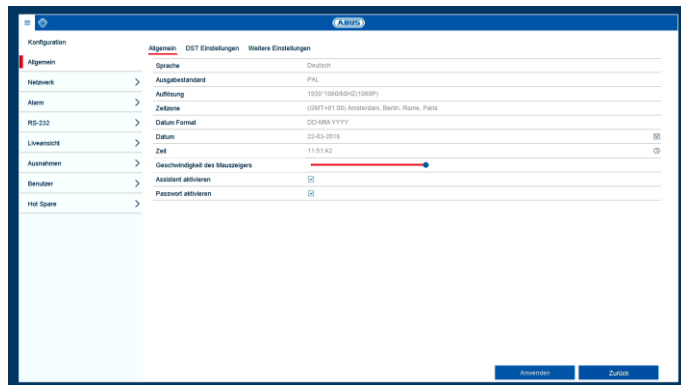 ABUS
Konfiguration
Allgemein
Netzwerk
Alarm
RS-232
Liveansicht
Ausnahmen
Benutzer
Hot Spare
Allgemein DST Einstellungen Weitere Einstellungen
Sprache Deutsch
Ausgabestandard PAL
Auflösung 1920*1080/60HZ(1080P)
Zeitzone (GMT+01:00) Amsterdam, Berlin, Rome, Paris
Datum Format DD-MM-YYYY
Datum 22-03-2016
Zeit 11:51:42
Geschwindigkeit des Mauszeigers
Assistent aktivieren
Passwort aktivieren
Anwenden Zurück